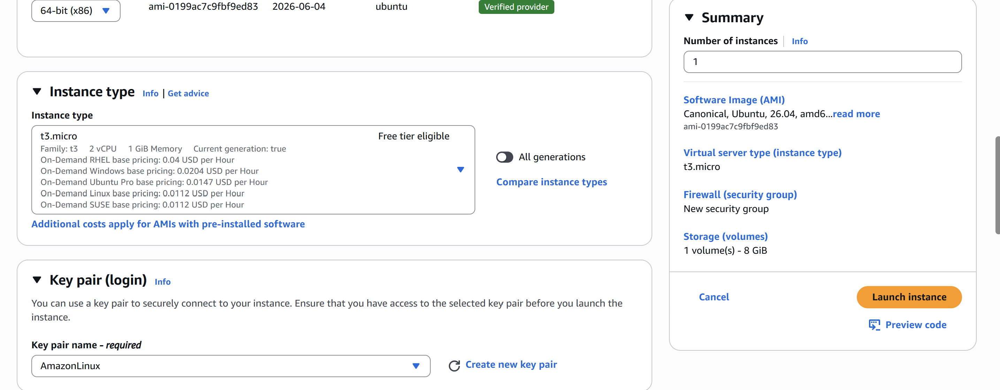 64-bit (x86)
ami-0199ac7c9fbf9ed83
2026-06-04
ubuntu
Verified provider
Instance type
Info | Get advice
Instance type
t3.micro
Free tier eligible
Family: t3 2 vCPU 1 GiB Memory Current generation: true
On-Demand RHEL base pricing: 0.04 USD per Hour
On-Demand Windows base pricing: 0.0204 USD per Hour
On-Demand Ubuntu Pro base pricing: 0.0147 USD per Hour
On-Demand Linux base pricing: 0.0112 USD per Hour
On-Demand SUSE base pricing: 0.0112 USD per Hour
All generations
Compare instance types
Additional costs apply for AMIs with pre-installed software
Key pair (login)
Info
You can use a key pair to securely connect to your instance. Ensure that you have access to the selected key pair before you launch the
instance.
Key pair name - required
AmazonLinux
Create new key pair
Summary
Number of instances
Info
1
Software Image (AMI)
Canonical, Ubuntu, 26.04, amd6...read more
ami-0199ac7c9fbf9ed83
Virtual server type (instance type)
t3.micro
Firewall (security group)
New security group
Storage (volumes)
1 volume(s) - 8 GiB
Cancel
Launch instance
Preview code